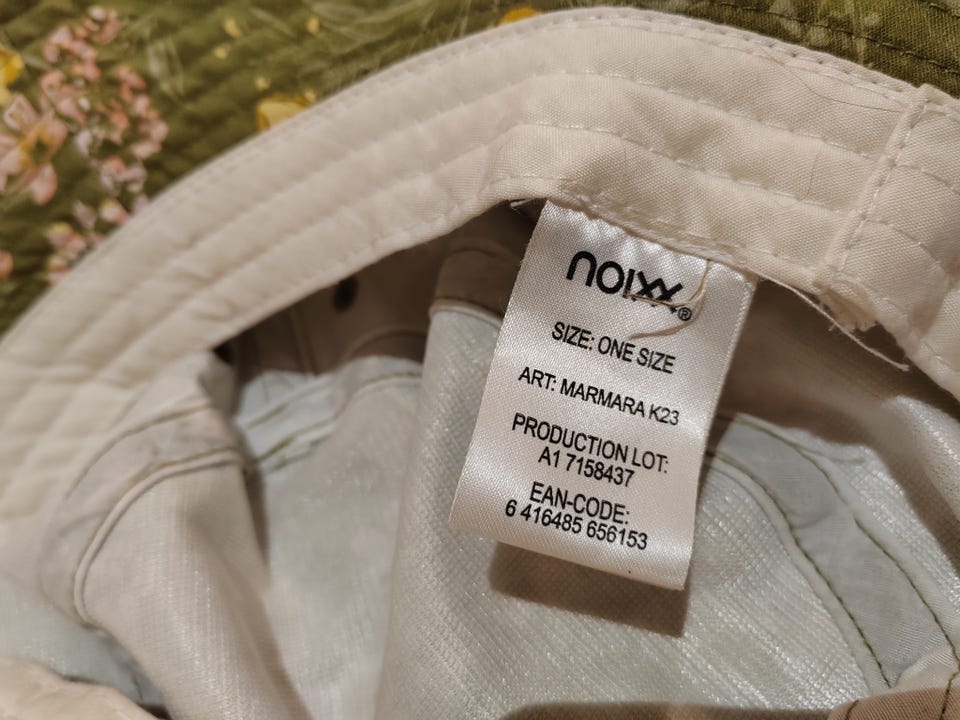 noixx®
SIZE: ONE SIZE
ART: MARMARA K23
PRODUCTION LOT:
A1 7158437
EAN-CODE:
6 416485 656153